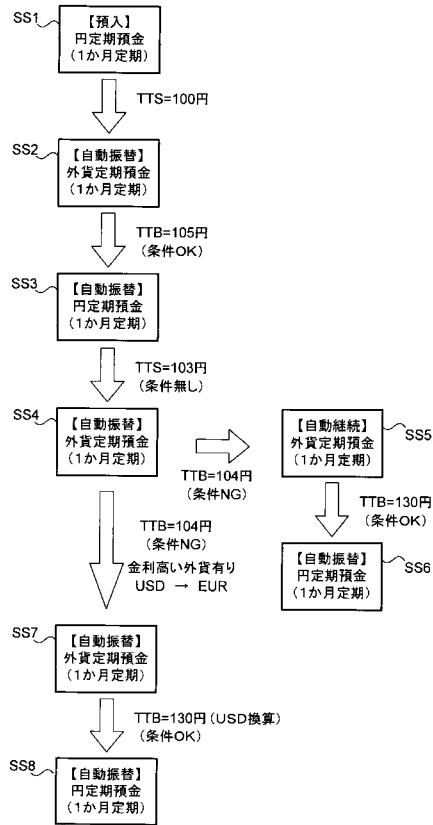 SS1
【預入】
円定期預金
(1か月定期)
TTS=100円
SS2
【自動振替】
外貨定期預金
(1か月定期)
TTB=105円
(条件OK)
SS3
【自動振替】
円定期預金
(1か月定期)
TTS=103円
(条件無し)
SS4
【自動振替】
外貨定期預金
(1か月定期)
TTB=104円
(条件NG)
SS5
【自動継続】
外貨定期預金
(1か月定期)
TTB=130円
(条件OK)
SS6
【自動振替】
円定期預金
(1か月定期)
TTB=104円
(条件NG)
金利高い外貨有り
USD → EUR
SS7
【自動振替】
外貨定期預金
(1か月定期)
TTB=130円(USD換算)
(条件OK)
SS8
【自動振替】
円定期預金
(1か月定期)